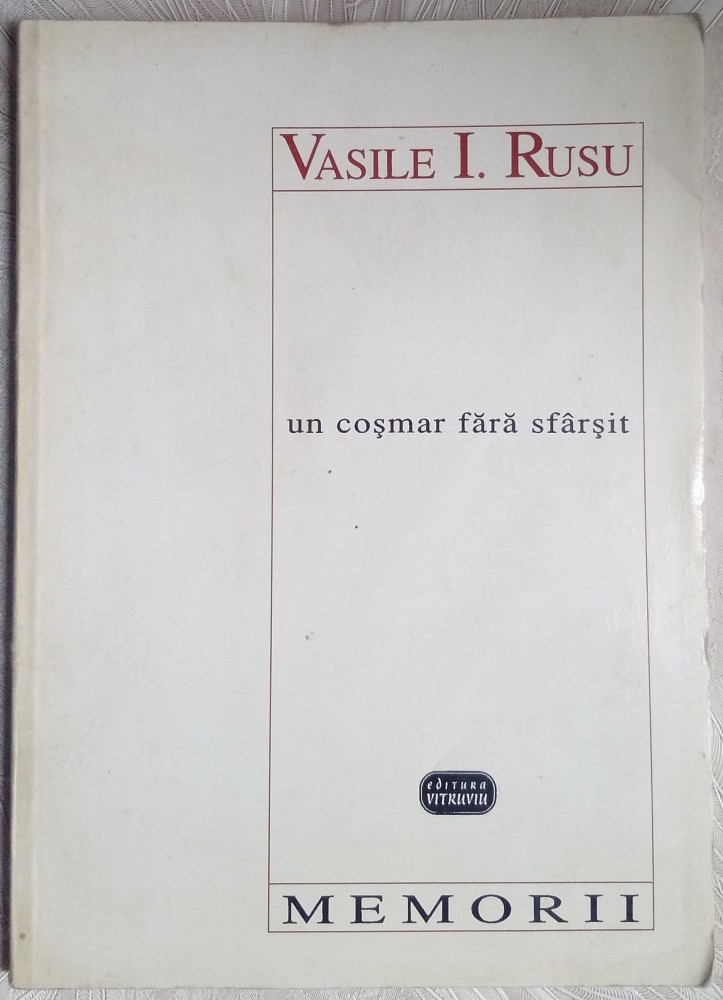 VASILE I. RUSU
un coşmar fără sfârşit
editura
VITRUVIU
MEMORII